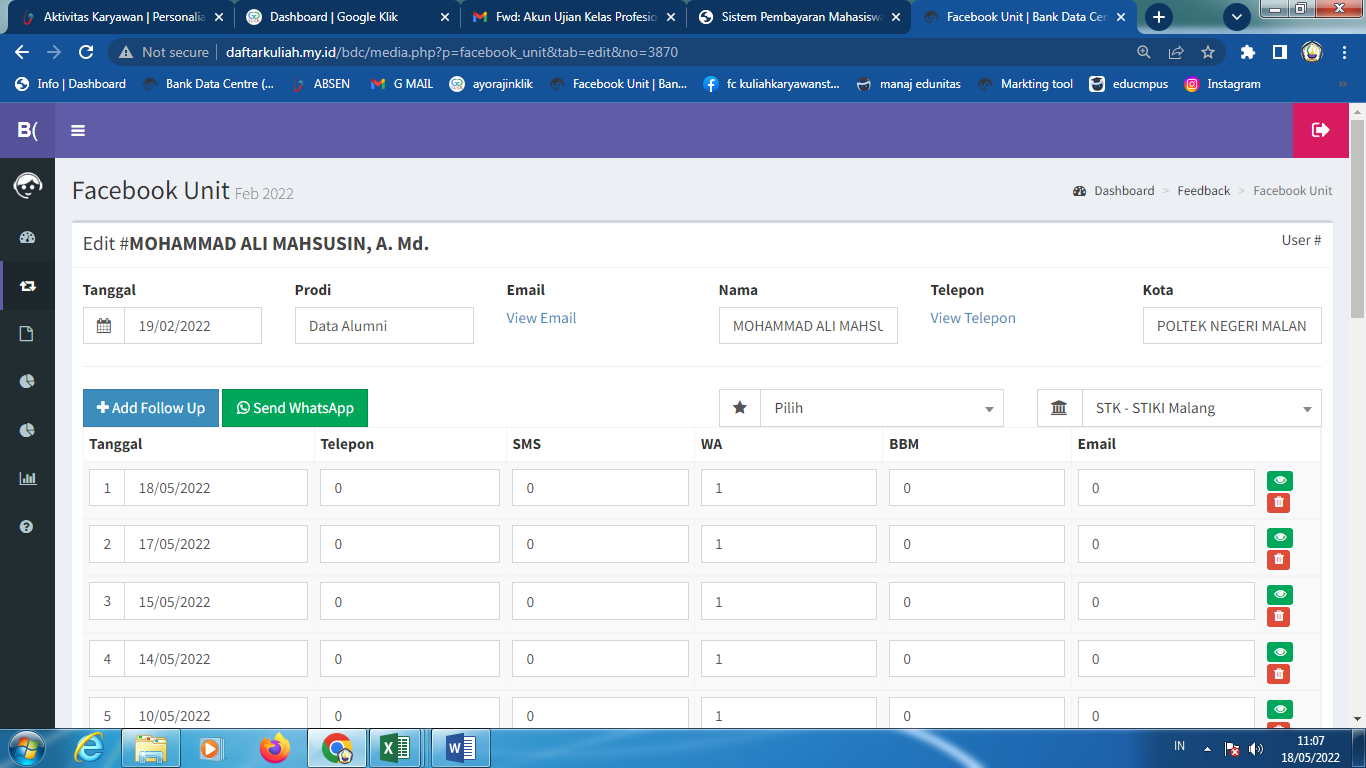 Aktivitas Karyawan | Personalia
Dashboard | Google Klik
Fwd: Akun Ujian Kelas Profesio
Sistem Pembayaran Mahasisw
Facebook Unit | Bank Data Cen
Not secure
daftarkuliah.my.id/bdc/media.php?p=facebook_unit&tab=edit&no=3870
Info | Dashboard
Bank Data Centre (...
ABSEN
G MAIL
ayorajinklik
Facebook Unit | Ban...
fc kuliahkaryawanst...
manaj edunitas
Markting tool
educmpus
Instagram
B(
Facebook Unit Feb 2022
Dashboard > Feedback > Facebook Unit
Edit #MOHAMMAD ALI MAHSUSIN, A. Md.
User #
Tanggal Prodi Email Nama Telepon Kota
19/02/2022 Data Alumni View Email MOHAMMAD ALI MAHSU View Telepon POLTEK NEGERI MALAN
Add Follow Up Send WhatsApp Pilih STK - STIKI Malang
Tanggal Telepon SMS WA BBM Email
1 18/05/2022 0 0 1 0 0
2 17/05/2022 0 0 1 0 0
3 15/05/2022 0 0 1 0 0
4 14/05/2022 0 0 1 0 0
5 10/05/2022 0 0 1 0 0
IN
11:07
18/05/2022